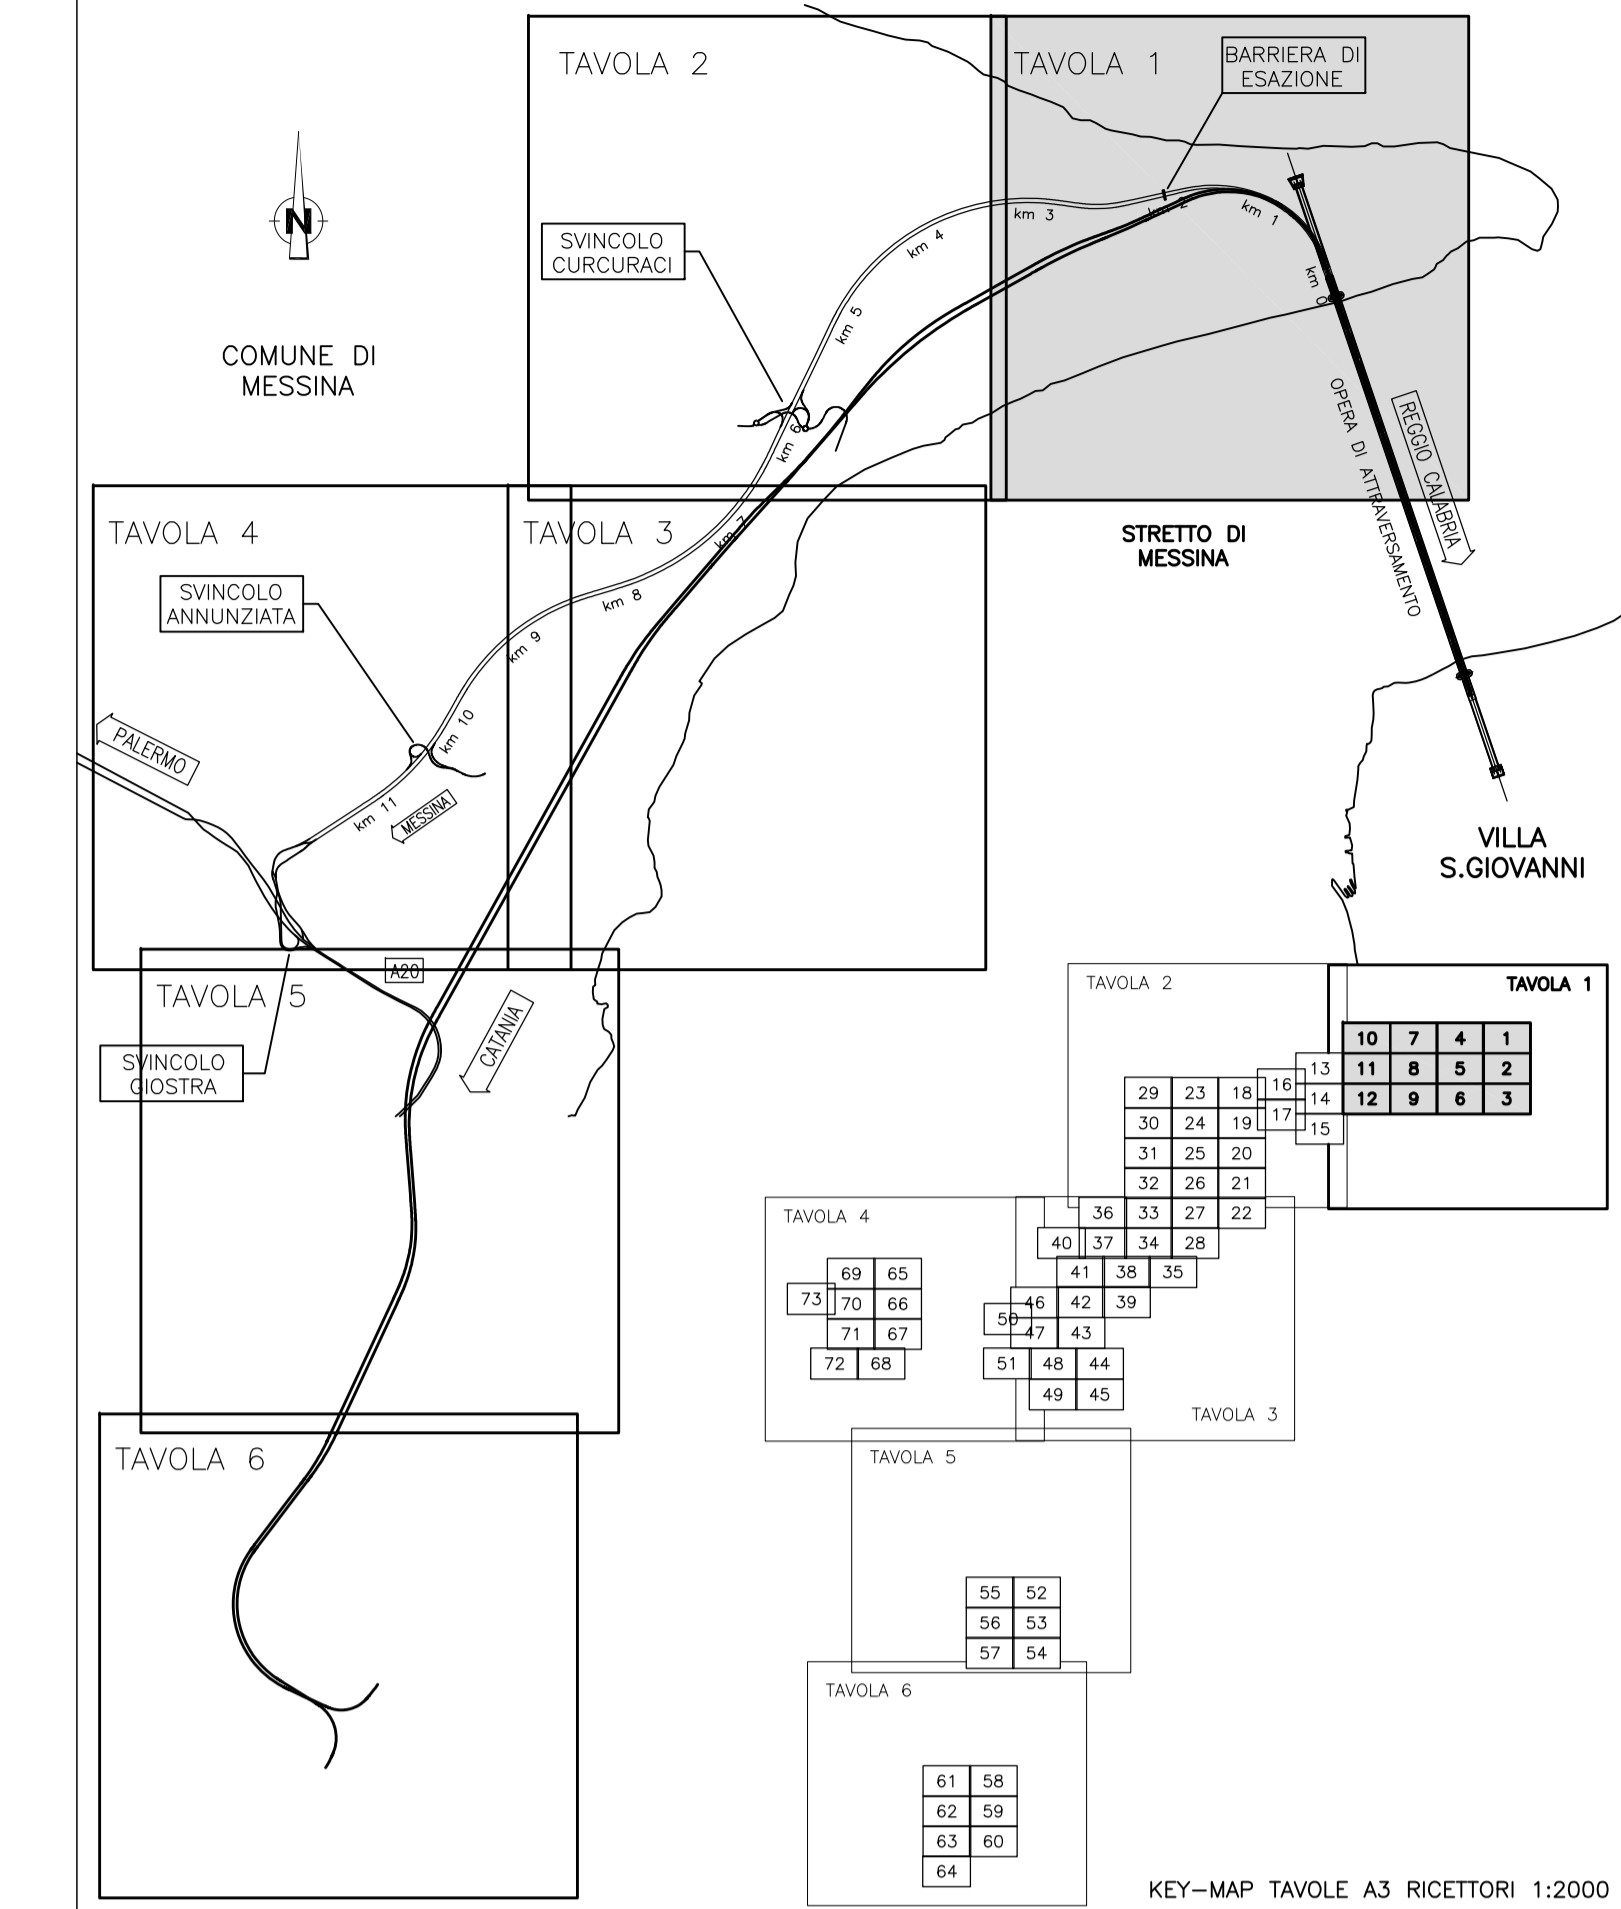 TAVOLA 2
TAVOLA 1
BARRIERA DI
ESAZIONE
N
SVINCOLO
CURCURACI
COMUNE DI
MESSINA
km 0
km 1
km 2
km 3
km 4
km 5
km 6
km 7
km 8
km 9
km 10
km 11
OPERA DI ATTRAVERSAMENTO
REGGIO CALABRIA
STRETTO DI
MESSINA
TAVOLA 4
TAVOLA 3
SVINCOLO
ANNUNZIATA
PALERMO
MESSINA
VILLA
S.GIOVANNI
A20
TAVOLA 5
CATANIA
SVINCOLO
GIOSTRA
TAVOLA 6
TAVOLA 2
TAVOLA 1
10 7 4 1
13 11 8 5 2
14 12 9 6 3
15
16
17
29 23 18
30 24 19
31 25 20
32 26 21
36 33 27 22
40 37 34 28
41 38 35
46 42 39
50 47 43
51 48 44
49 45
TAVOLA 3
TAVOLA 4
69 65
73 70 66
71 67
72 68
TAVOLA 5
55 52
56 53
57 54
TAVOLA 6
61 58
62 59
63 60
64
KEY-MAP TAVOLE A3 RICETTORI 1:2000